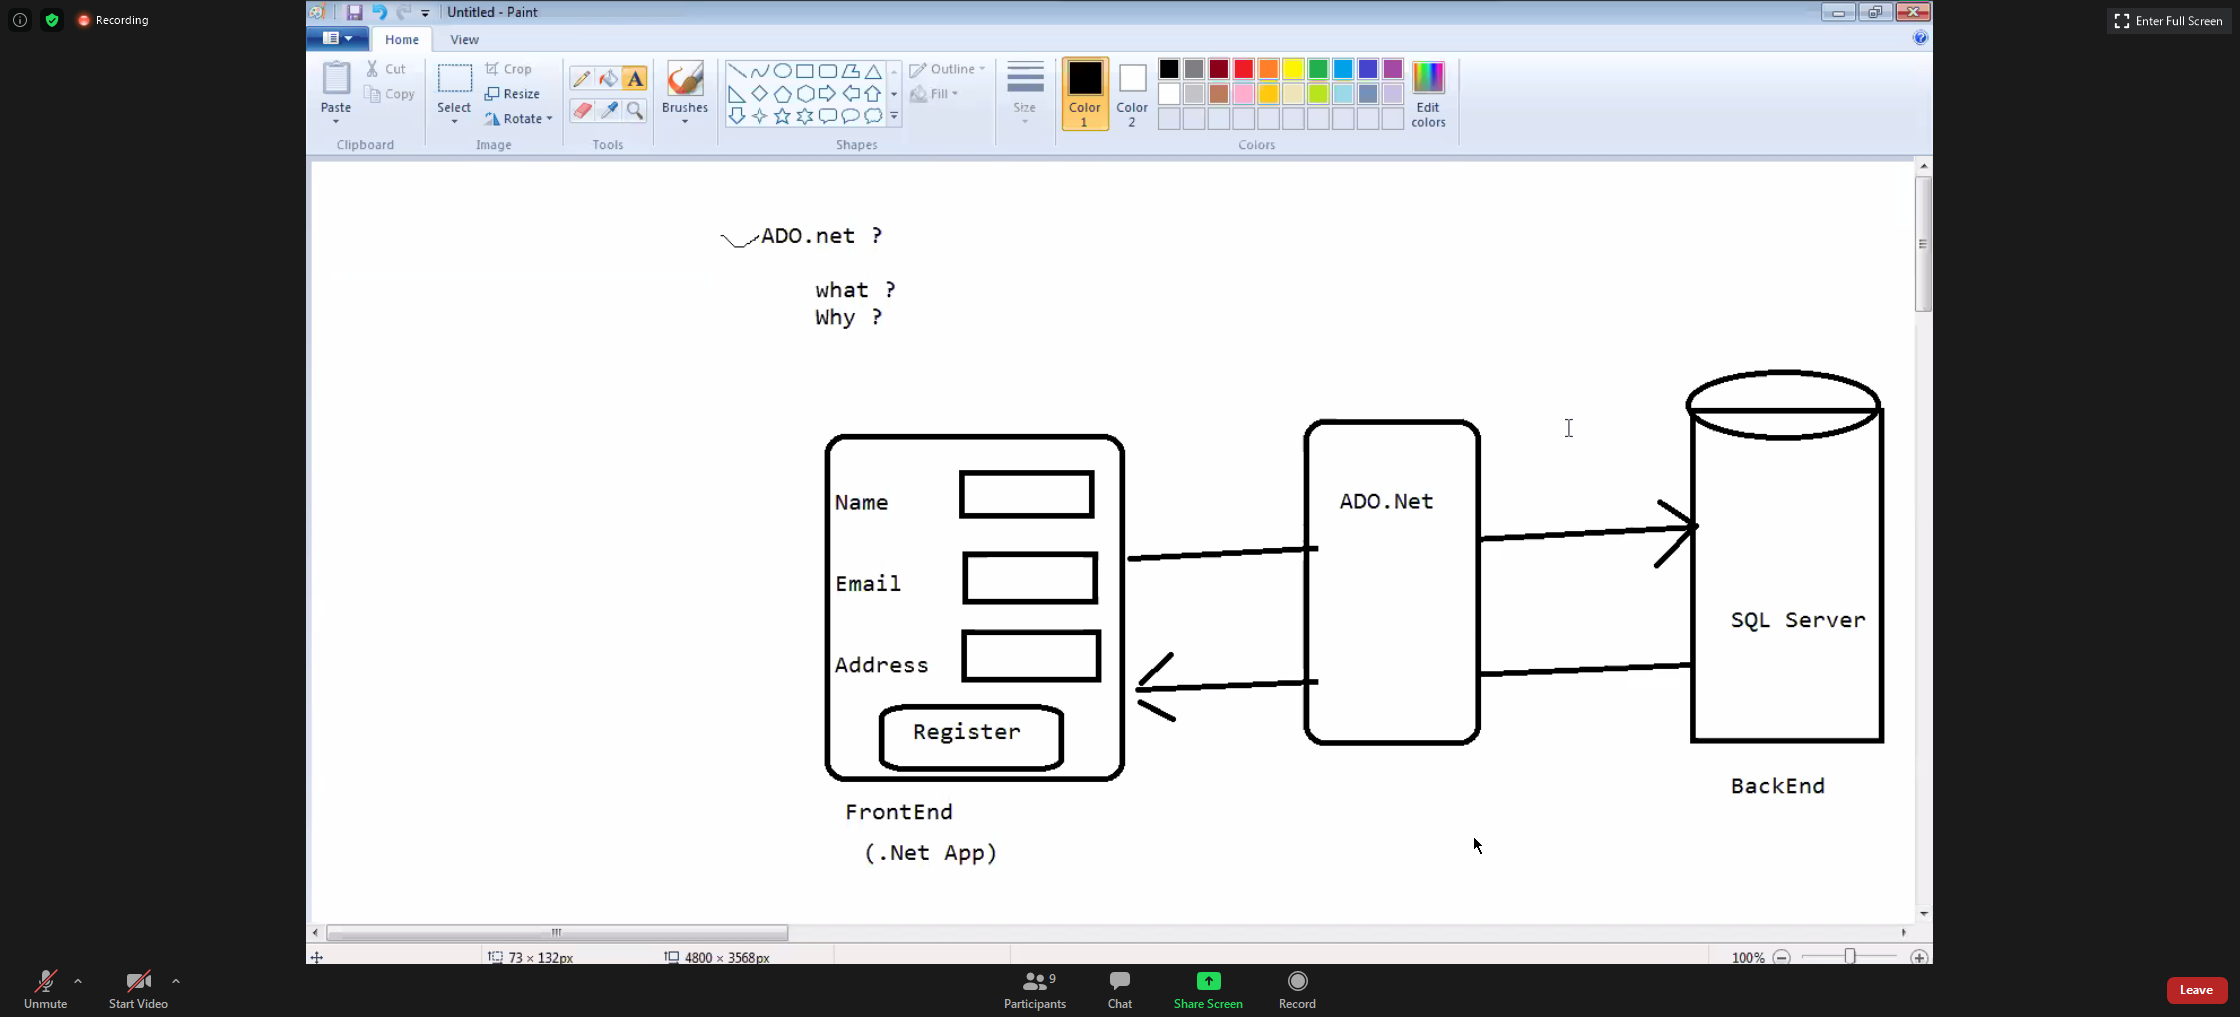 Recording
Untitled - Paint
Enter Full Screen
Home
View
Paste
Cut
Copy
Clipboard
Select
Crop
Resize
Rotate
Image
A
Tools
Brushes
Shapes
Outline
Fill
Size
Color 1
Color 2
Edit colors
Colors
ADO.net ?
what ?
Why ?
Name
Email
Address
Register
FrontEnd
(.Net App)
ADO.Net
SQL Server
BackEnd
73 × 132px
4800 × 3568px
100%
Unmute
Start Video
9
Participants
Chat
Share Screen
Record
Leave